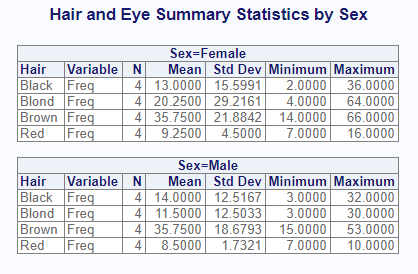 Hair and Eye Summary Statistics by Sex
Sex=Female
Hair Variable N Mean Std Dev Minimum Maximum
Black Freq 4 13.0000 15.5991 2.0000 36.0000
Blond Freq 4 20.2500 29.2161 4.0000 64.0000
Brown Freq 4 35.7500 21.8842 14.0000 66.0000
Red Freq 4 9.2500 4.5000 7.0000 16.0000
Sex=Male
Hair Variable N Mean Std Dev Minimum Maximum
Black Freq 4 14.0000 12.5167 3.0000 32.0000
Blond Freq 4 11.5000 12.5033 3.0000 30.0000
Brown Freq 4 35.7500 18.6793 15.0000 53.0000
Red Freq 4 8.5000 1.7321 7.0000 10.0000